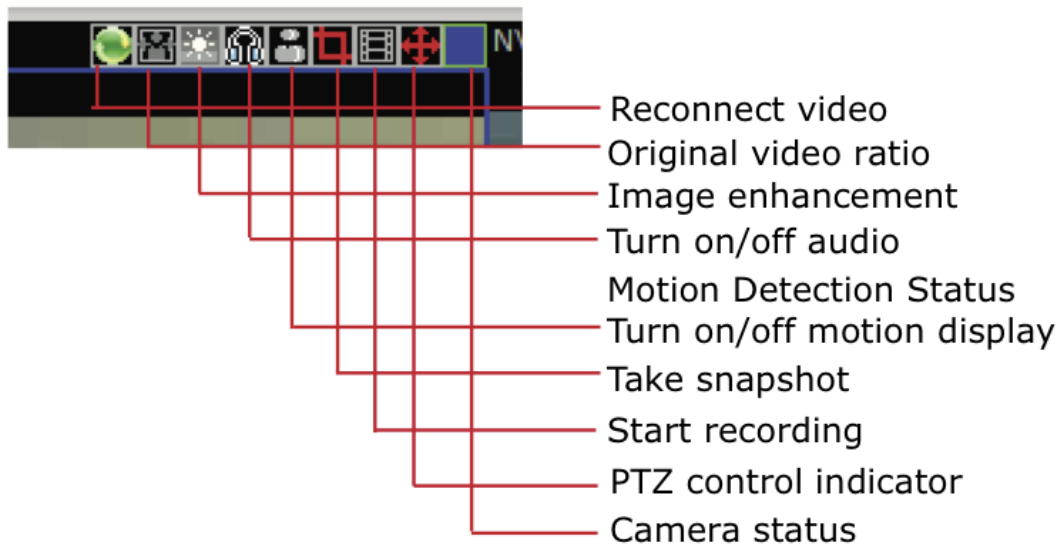 NV
Reconnect video
Original video ratio
Image enhancement
Turn on/off audio
Motion Detection Status
Turn on/off motion display
Take snapshot
Start recording
PTZ control indicator
Camera status